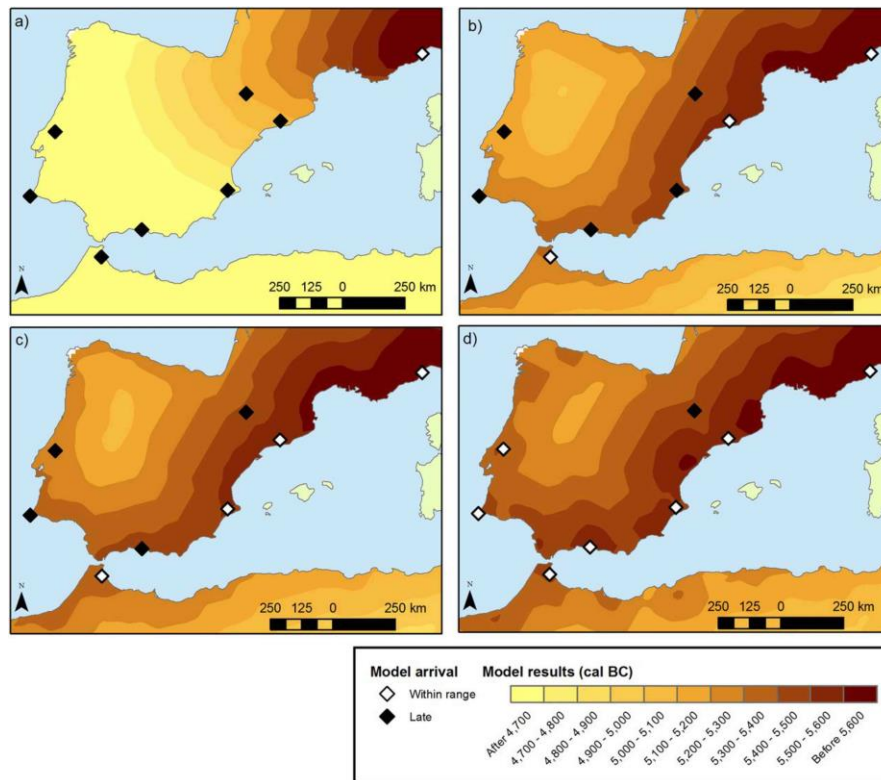 a)
N
250 125 0 250 km
b)
N
250 125 0 250 km
c)
N
250 125 0 250 km
d)
N
250 125 0 250 km
Model arrival Model results (cal BC)
Within range
Late
After 4,700
4,700 - 4,800
4,800 - 4,900
4,900 - 5,000
5,000 - 5,100
5,100 - 5,200
5,200 - 5,300
5,300 - 5,400
5,400 - 5,500
5,500 - 5,600
Before 5,600